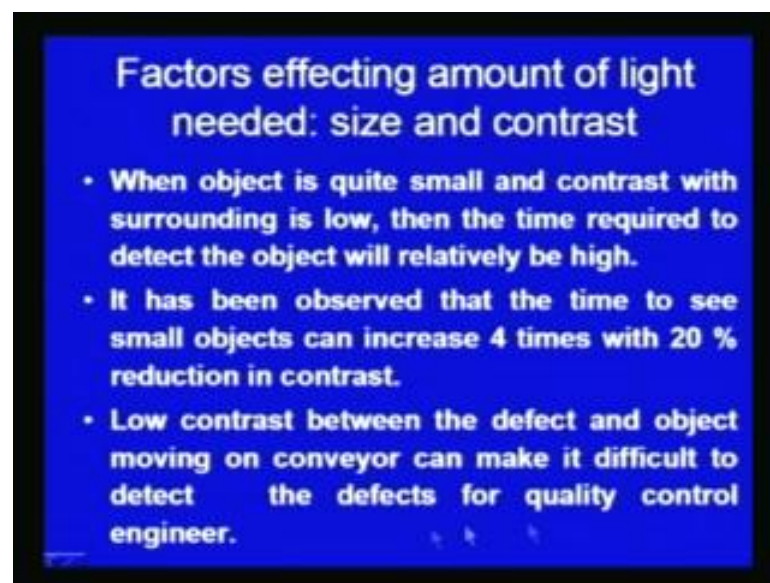 Factors effecting amount of light
needed: size and contrast
• When object is quite small and contrast with
surrounding is low, then the time required to
detect the object will relatively be high.
• It has been observed that the time to see
small objects can increase 4 times with 20 %
reduction in contrast.
• Low contrast between the defect and object
moving on conveyor can make it difficult to
detect the defects for quality control
engineer.